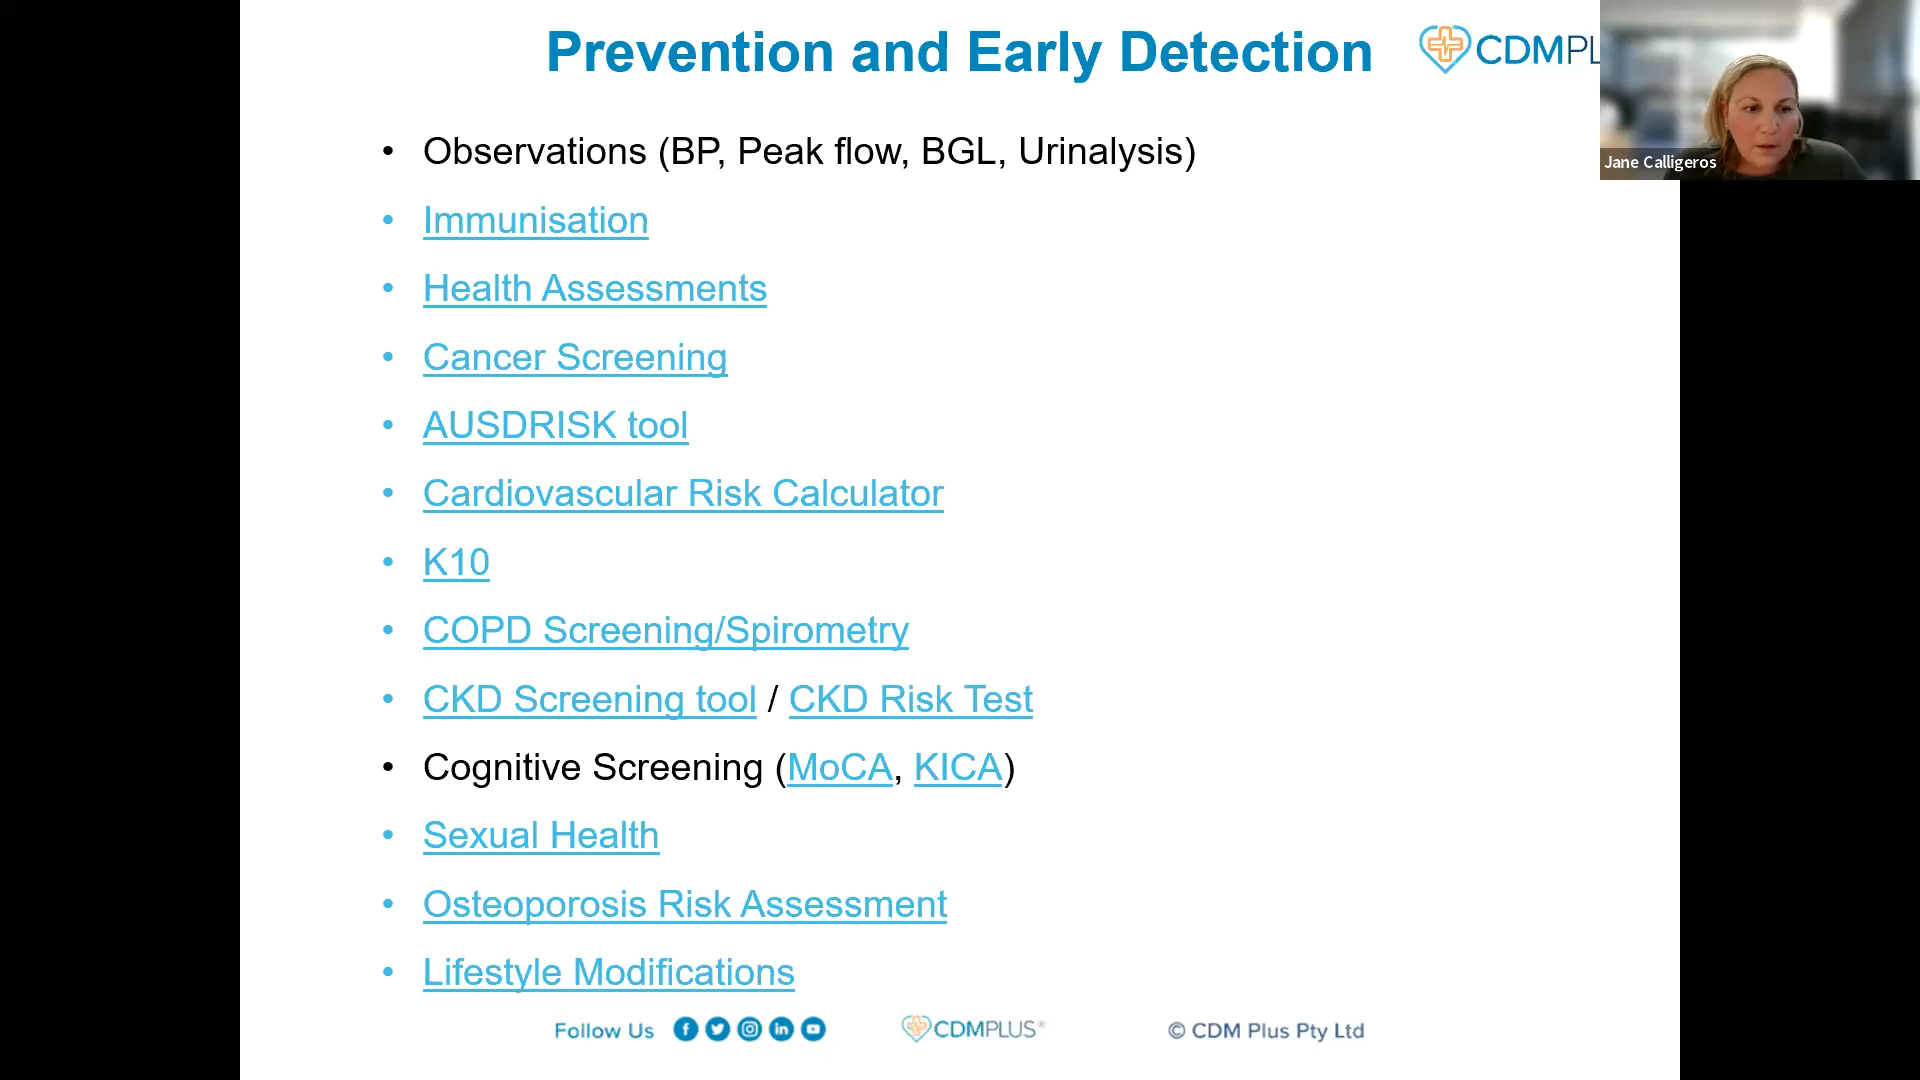 Prevention and Early Detection
CDMPL
Jane Calligeros
• Observations (BP, Peak flow, BGL, Urinalysis)
• Immunisation
• Health Assessments
• Cancer Screening
• AUSDRISK tool
• Cardiovascular Risk Calculator
• K10
• COPD Screening/Spirometry
• CKD Screening tool / CKD Risk Test
• Cognitive Screening (MoCA, KICA)
• Sexual Health
• Osteoporosis Risk Assessment
• Lifestyle Modifications
Follow Us
CDMPLUS®
© CDM Plus Pty Ltd